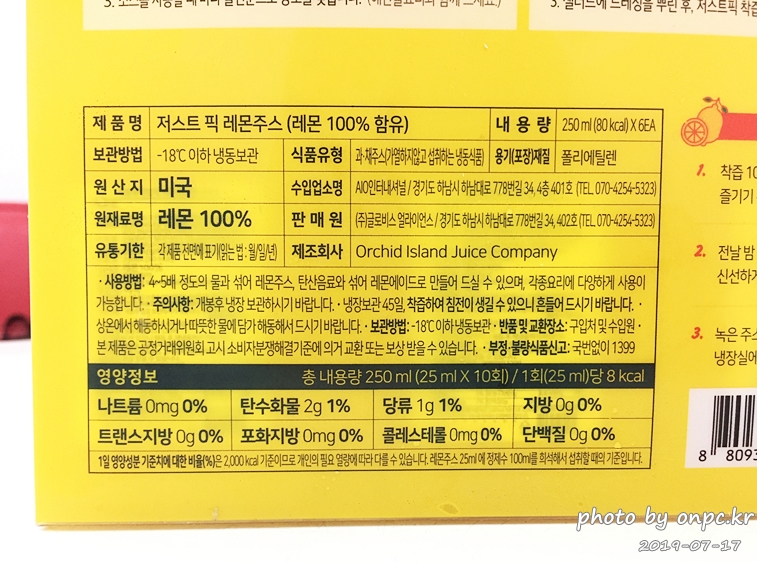 제 품 명 저스트 픽 레몬주스 (레몬 100% 함유) 내 용 량 250 ml (80 kcal) X 6EA
보관방법 -18℃ 이하 냉동보관 식품유형 과·채주스(가열하지않고 섭취하는 냉동식품) 용기(포장)재질 폴리에틸렌
원 산 지 미국 수입업소명 AIO인터내셔널 / 경기도 하남시 하남대로 778번길 34, 4층 401호 (TEL. 070-4254-5323)
원재료명 레몬 100% 판 매 원 (주)글로비스 얼라이언스 / 경기도 하남시 하남대로 778번길 34, 402호 (TEL. 070-4254-5323)
유통기한 각 제품 전면에 표기(읽는 법 : 월/일/년) 제조회사 Orchid Island Juice Company
· 사용방법: 4~5배 정도의 물과 섞어 레몬주스, 탄산음료와 섞어 레몬에이드로 만들어 드실 수 있으며, 각종요리에 다양하게 사용이
가능합니다. · 주의사항: 개봉후 냉장 보관하시기 바랍니다. · 냉장보관 45일, 착즙하여 침전이 생길 수 있으니 흔들어 드시기 바랍니다. ·
상온에서 해동하시거나 따뜻한 물에 담가 해동해서 드시기 바랍니다. · 보관방법: -18℃ 이하 냉동보관 · 반품 및 교환장소: 구입처 및 수입원 ·
본 제품은 공정거래위원회 고시 소비자분쟁해결기준에 의거 교환 또는 보상 받을 수 있습니다. · 부정·불량식품신고: 국번없이 1399
영양정보 총 내용량 250 ml (25 ml X 10회) / 1회(25 ml)당 8 kcal
나트륨 0mg 0% 탄수화물 2g 1% 당류 1g 1% 지방 0g 0%
트랜스지방 0g 0% 포화지방 0mg 0% 콜레스테롤 0mg 0% 단백질 0g 0%
1일 영양성분 기준치에 대한 비율(%)은 2,000 kcal 기준이므로 개인의 필요 열량에 따라 다를 수 있습니다. 레몬주스 25ml 에 정제수 100ml를 희석해서 섭취할 때의 기준입니다.
1. 착즙 10
즐기기
2. 전날 밤
신선하게
3. 녹은 주스
냉장실에
8 8093
photo by onpc.kr
2019-07-17